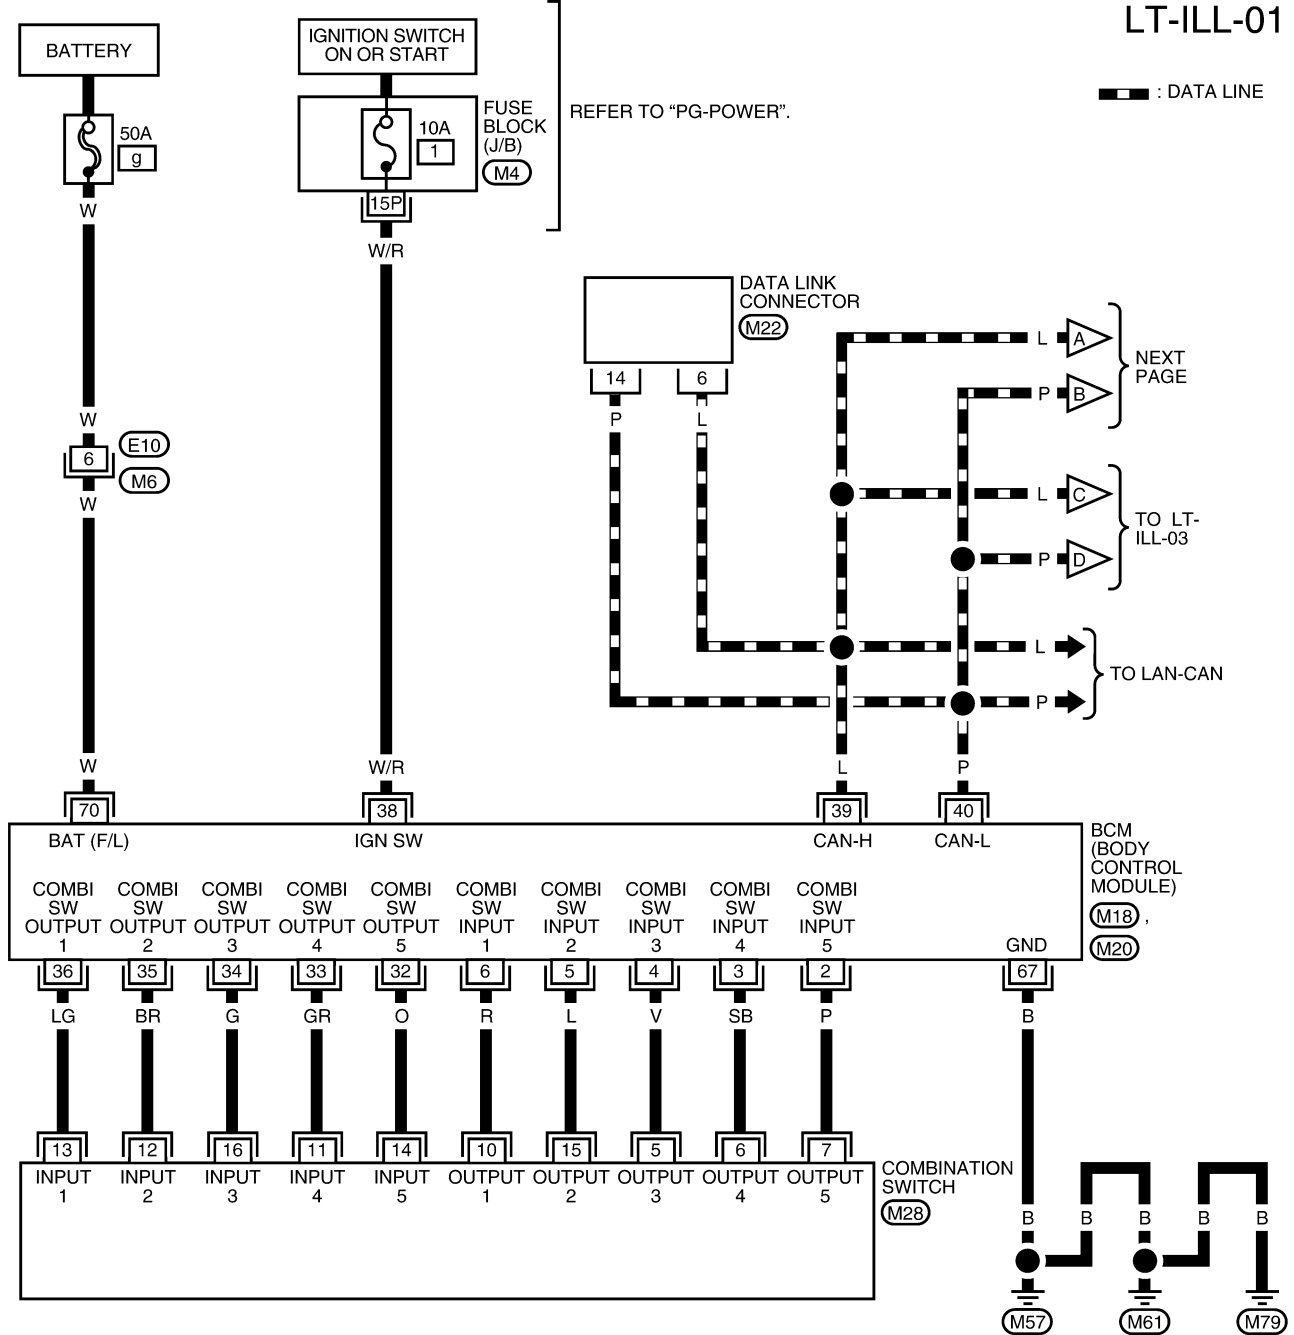 LT-ILL-01
: DATA LINE
BATTERY
50A
g
W
W
6
E10
M6
W
W
IGNITION SWITCH
ON OR START
10A
1
FUSE
BLOCK
(J/B)
M4
15P
W/R
W/R
REFER TO “PG-POWER”.
DATA LINK
CONNECTOR
M22
14
6
P
L
L
A
P
B
NEXT
PAGE
L
C
P
D
TO LT-
ILL-03
L
P
TO LAN-CAN
L
P
70
38
39
40
BAT (F/L)
IGN SW
CAN-H
CAN-L
BCM
(BODY
CONTROL
MODULE)
M18 ,
M20
COMBI
SW
OUTPUT
1
COMBI
SW
OUTPUT
2
COMBI
SW
OUTPUT
3
COMBI
SW
OUTPUT
4
COMBI
SW
OUTPUT
5
COMBI
SW
INPUT
1
COMBI
SW
INPUT
2
COMBI
SW
INPUT
3
COMBI
SW
INPUT
4
COMBI
SW
INPUT
5
GND
36
35
34
33
32
6
5
4
3
2
67
LG
BR
G
GR
O
R
L
V
SB
P
B
13
12
16
11
14
10
15
5
6
7
INPUT
1
INPUT
2
INPUT
3
INPUT
4
INPUT
5
OUTPUT
1
OUTPUT
2
OUTPUT
3
OUTPUT
4
OUTPUT
5
COMBINATION
SWITCH
M28
B
B
B
B
B
M57
M61
M79